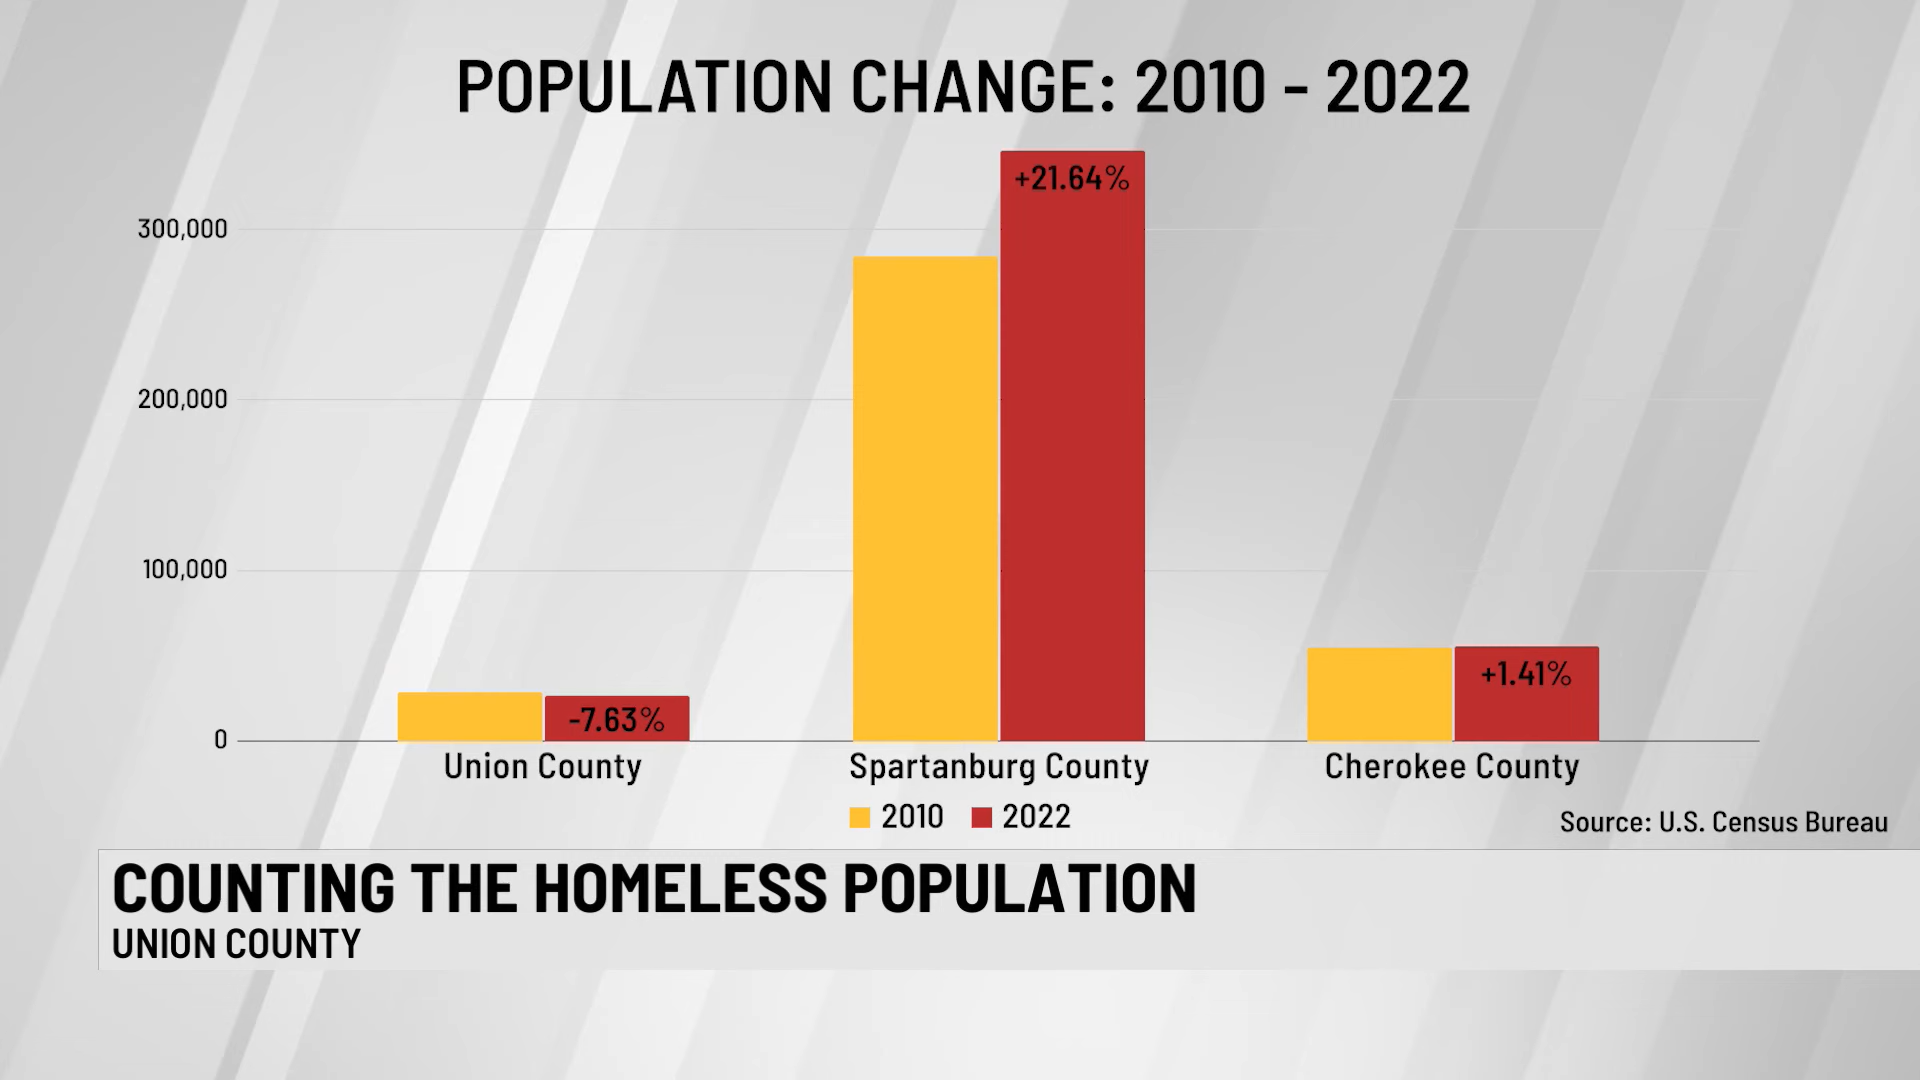 POPULATION CHANGE: 2010 - 2022
+21.64%
300,000
200,000
100,000
+1.41%
-7.63%
0
Union County
Spartanburg County
Cherokee County
2010
2022
Source: U.S. Census Bureau
COUNTING THE HOMELESS POPULATION
UNION COUNTY